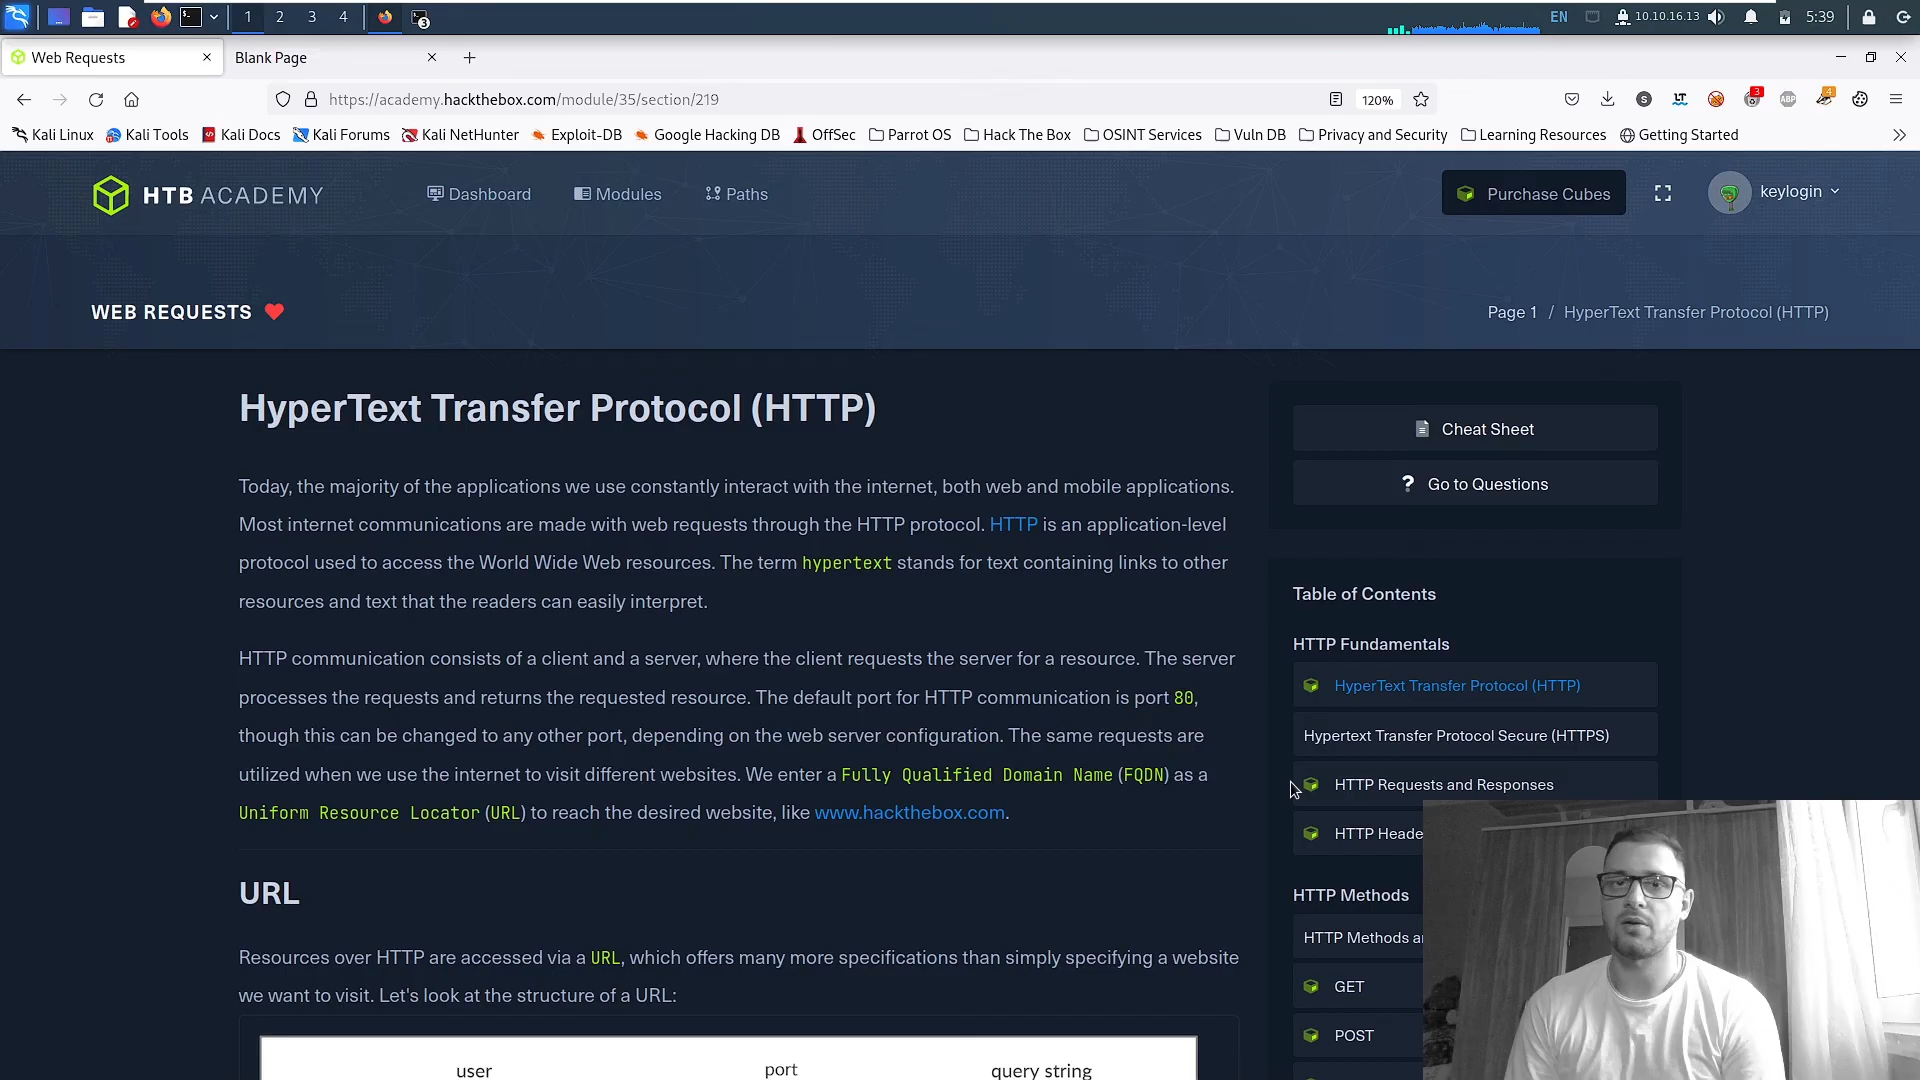 1 2 3 4 3 EN 10.10.16.13 5:39
Web Requests Blank Page
https://academy.hackthebox.com/module/35/section/219 120% S LT 3 ABP 4
Kali Linux Kali Tools Kali Docs Kali Forums Kali NetHunter Exploit-DB Google Hacking DB OffSec Parrot OS Hack The Box OSINT Services Vuln DB Privacy and Security Learning Resources Getting Started
HTB ACADEMY Dashboard Modules Paths Purchase Cubes keylogin
WEB REQUESTS Page 1 / HyperText Transfer Protocol (HTTP)
HyperText Transfer Protocol (HTTP)
Today, the majority of the applications we use constantly interact with the internet, both web and mobile applications.
Most internet communications are made with web requests through the HTTP protocol. HTTP is an application-level
protocol used to access the World Wide Web resources. The term hypertext stands for text containing links to other
resources and text that the readers can easily interpret.
HTTP communication consists of a client and a server, where the client requests the server for a resource. The server
processes the requests and returns the requested resource. The default port for HTTP communication is port 80,
though this can be changed to any other port, depending on the web server configuration. The same requests are
utilized when we use the internet to visit different websites. We enter a Fully Qualified Domain Name (FQDN) as a
Uniform Resource Locator (URL) to reach the desired website, like www.hackthebox.com.
URL
Resources over HTTP are accessed via a URL, which offers many more specifications than simply specifying a website
we want to visit. Let's look at the structure of a URL:
user port query string
Cheat Sheet
? Go to Questions
Table of Contents
HTTP Fundamentals
HyperText Transfer Protocol (HTTP)
Hypertext Transfer Protocol Secure (HTTPS)
HTTP Requests and Responses
HTTP Heade
HTTP Methods
HTTP Methods a
GET
POST